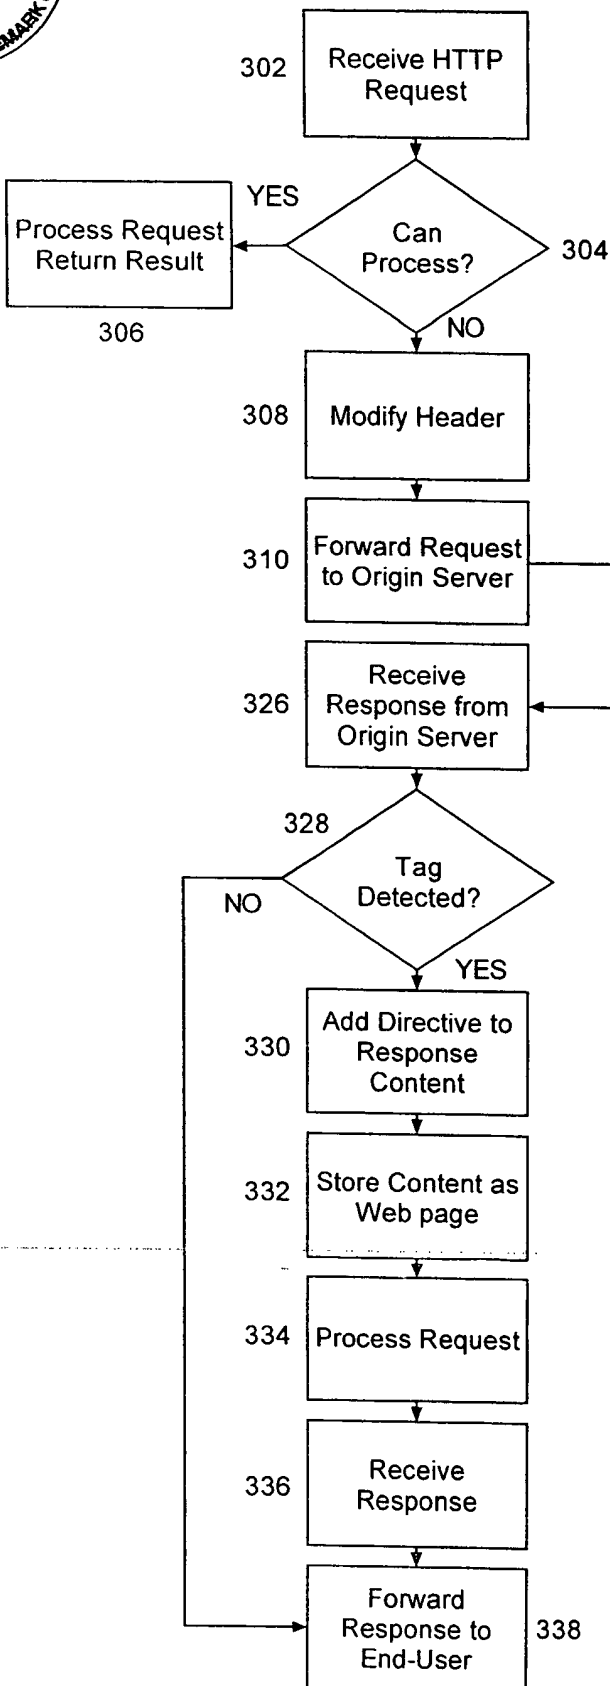 EMARK
302
Receive HTTP
Request
YES
Process Request
Return Result
Can
Process?
304
306
NO
308
Modify Header
310
Forward Request
to Origin Server
326
Receive
Response from
Origin Server
328
Tag
Detected?
NO
YES
330
Add Directive to
Response
Content
332
Store Content as
Web page
334
Process Request
336
Receive
Response
Forward
Response to
End-User
338